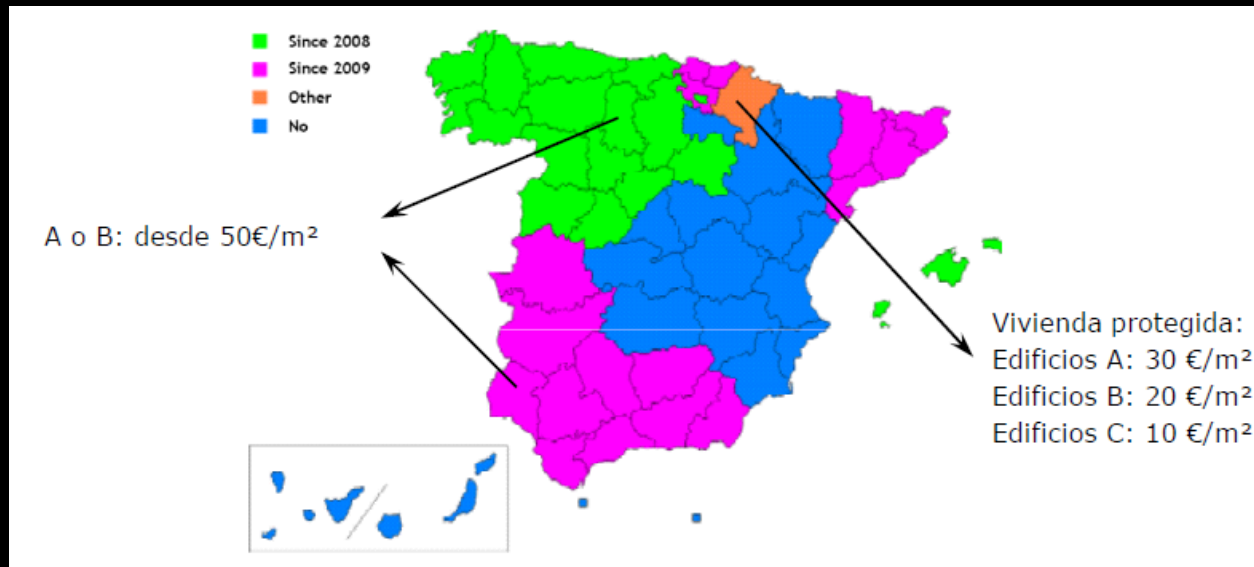 Since 2008
Since 2009
Other
No
A o B: desde 50€/m²
Vivienda protegida:
Edificios A: 30 €/m²
Edificios B: 20 €/m²
Edificios C: 10 €/m²